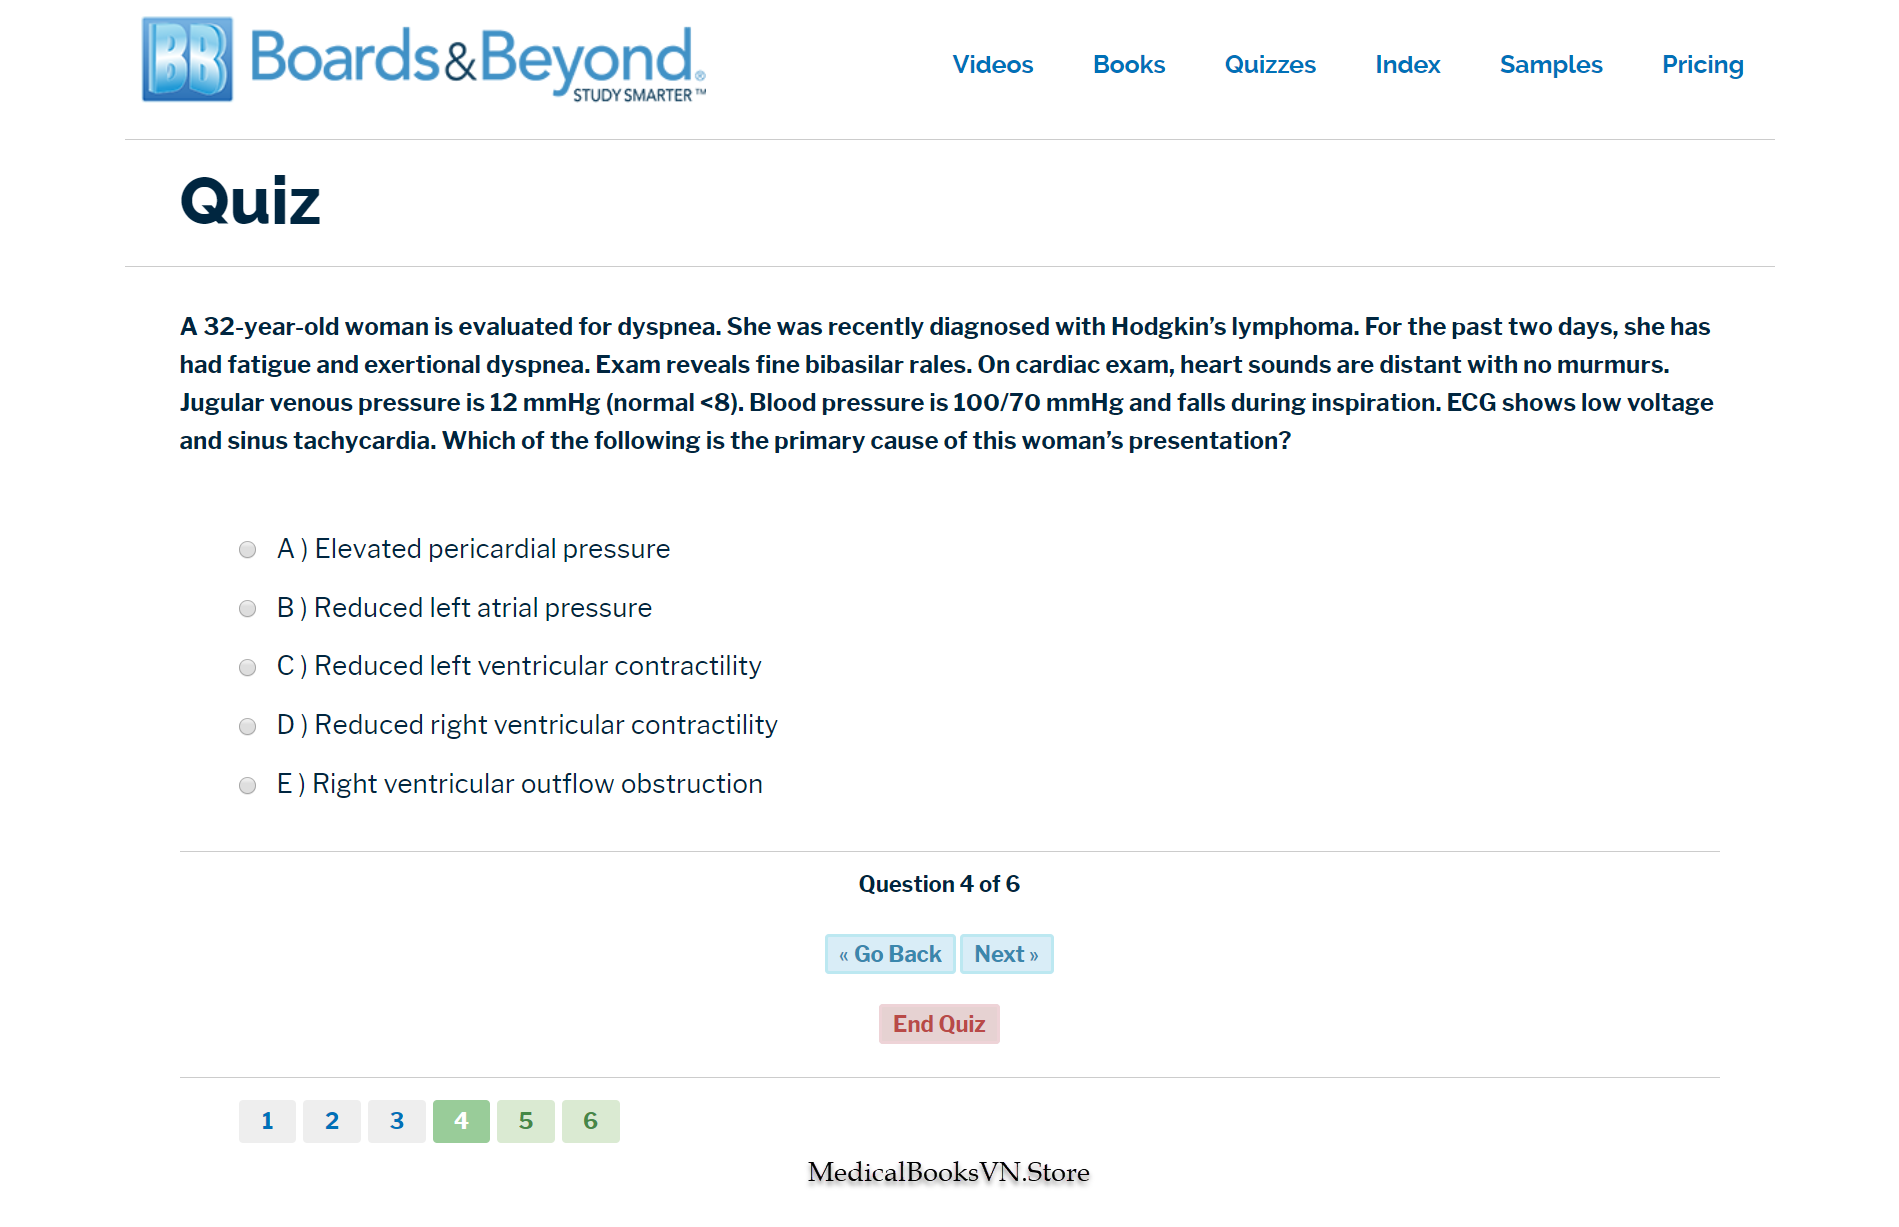 BB Boards&Beyond®
STUDY SMARTER™
Videos Books Quizzes Index Samples Pricing
Quiz
A 32-year-old woman is evaluated for dyspnea. She was recently diagnosed with Hodgkin’s lymphoma. For the past two days, she has
had fatigue and exertional dyspnea. Exam reveals fine bibasilar rales. On cardiac exam, heart sounds are distant with no murmurs.
Jugular venous pressure is 12 mmHg (normal <8). Blood pressure is 100/70 mmHg and falls during inspiration. ECG shows low voltage
and sinus tachycardia. Which of the following is the primary cause of this woman’s presentation?
A ) Elevated pericardial pressure
B ) Reduced left atrial pressure
C ) Reduced left ventricular contractility
D ) Reduced right ventricular contractility
E ) Right ventricular outflow obstruction
Question 4 of 6
« Go Back Next »
End Quiz
1 2 3 4 5 6
MedicalBooksVN.Store